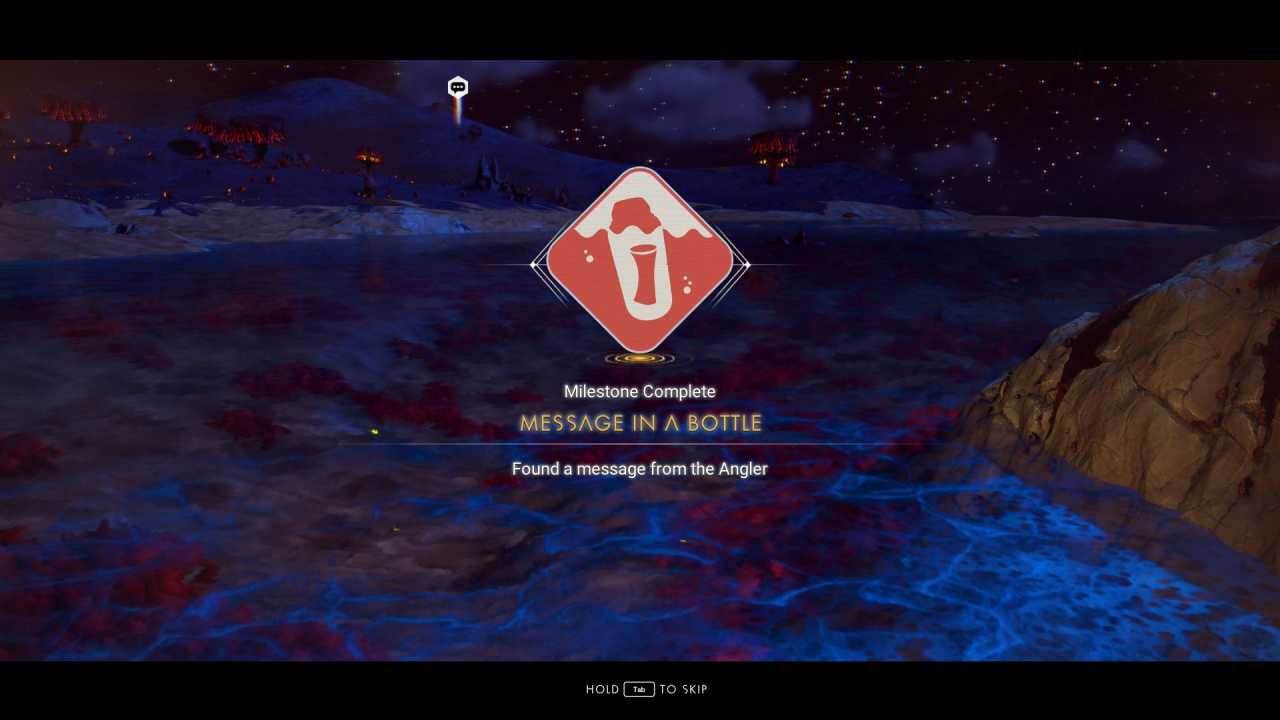 Milestone Complete
MESSAGE IN A BOTTLE
Found a message from the Angler
HOLD Tab TO SKIP